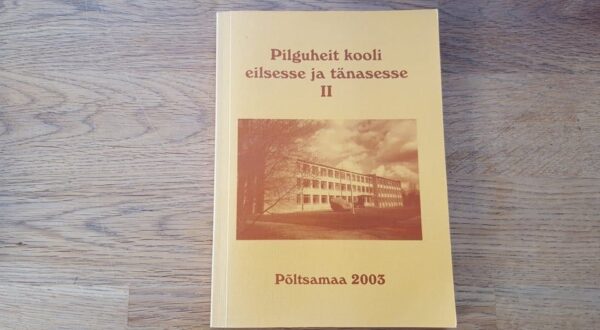 Pilguheit kooli
eilsesse ja tänasesse
II
Põltsamaa 2003